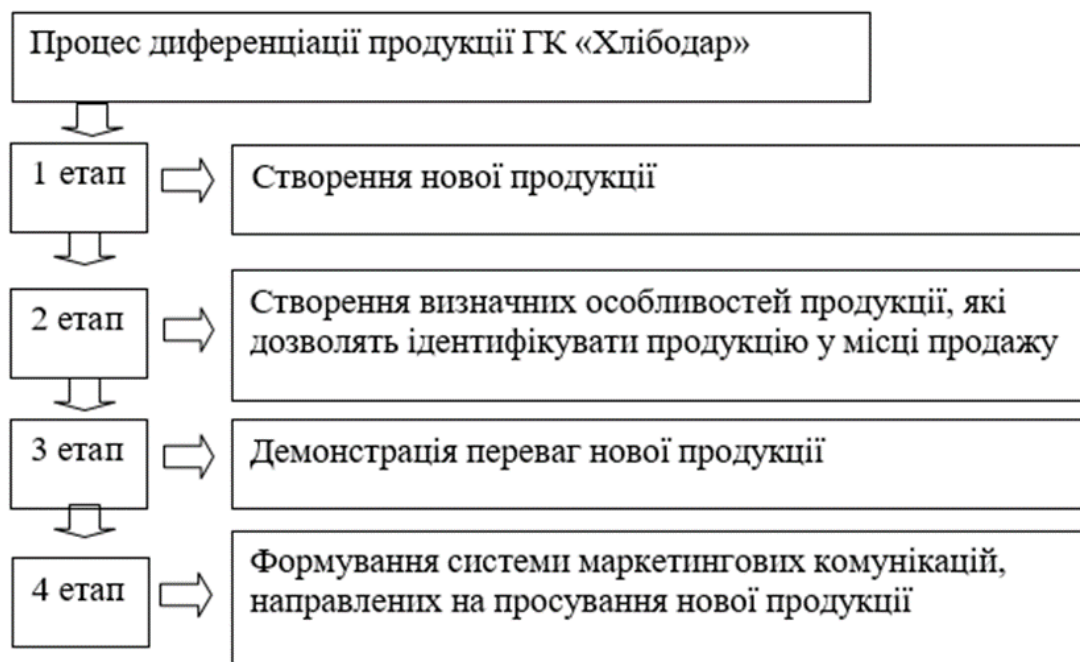 Процес диференціації продукції ГК «Хлібодар»
1 етап
Створення нової продукції
2 етап
Створення визначних особливостей продукції, які
дозволять ідентифікувати продукцію у місці продажу
3 етап
Демонстрація переваг нової продукції
4 етап
Формування системи маркетингових комунікацій,
направлених на просування нової продукції